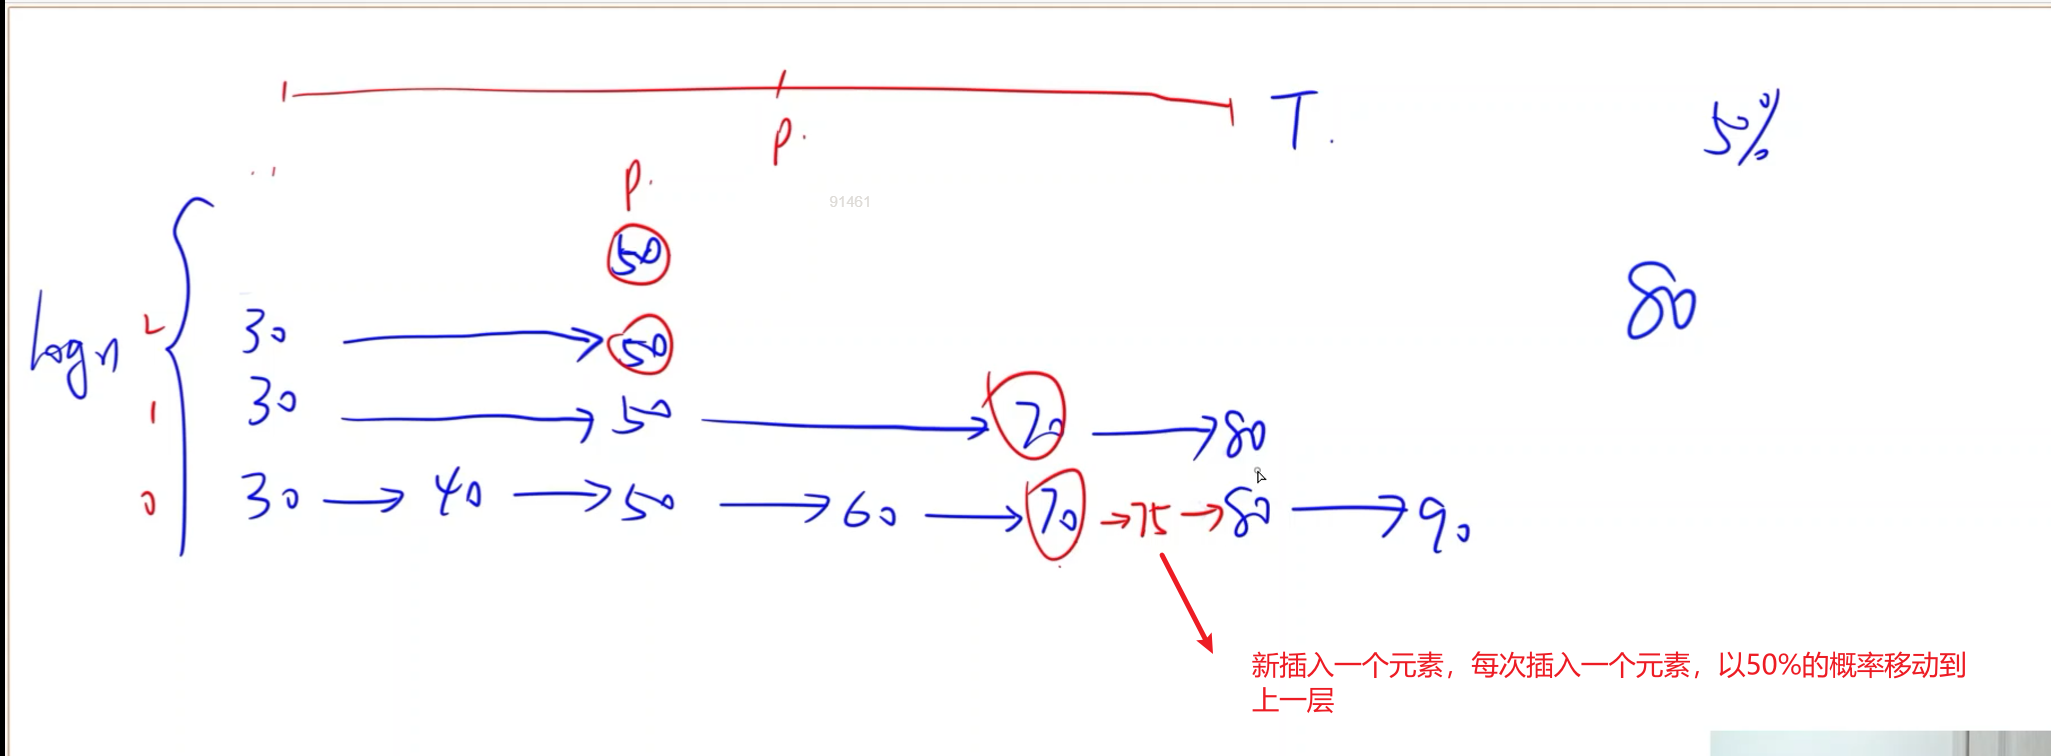 T.
50%
P.
P.
91461
50
80
logn
2 30 → 50
1 30 → 50 → 70 → 80
0 30 → 40 → 50 → 60 → 70 → 75 → 80 → 90
新插入一个元素，每次插入一个元素，以50%的概率移动到
上一层